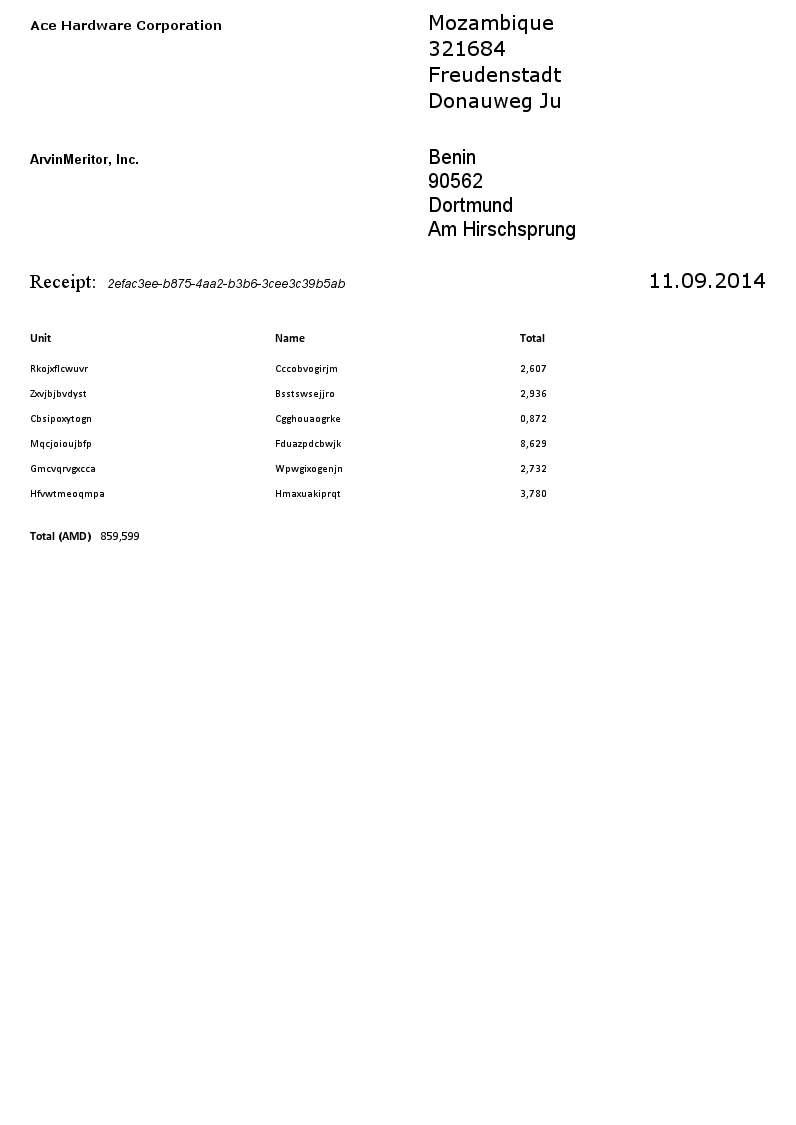 Ace Hardware Corporation
Mozambique
321684
Freudenstadt
Donauweg Ju
ArvinMeritor, Inc.
Benin
90562
Dortmund
Am Hirschsprung
Receipt: 2efac3ee-b875-4aa2-b3b6-3cee3c39b5ab 11.09.2014
Unit Name Total
Rkojxflcwuvr Cccobvogirjm 2,607
Zxvjbjbvdyst Bsstswsejjro 2,936
Cbsipoxytogn Cgghouaogrke 0,872
Mqcjoioujbfp Fduazpdcbwjk 8,629
Gmcvqrvgxcca Wpwgixogenjn 2,732
Hfvwtmeoqmpa Hmaxuakiprqt 3,780
Total (AMD) 859,599